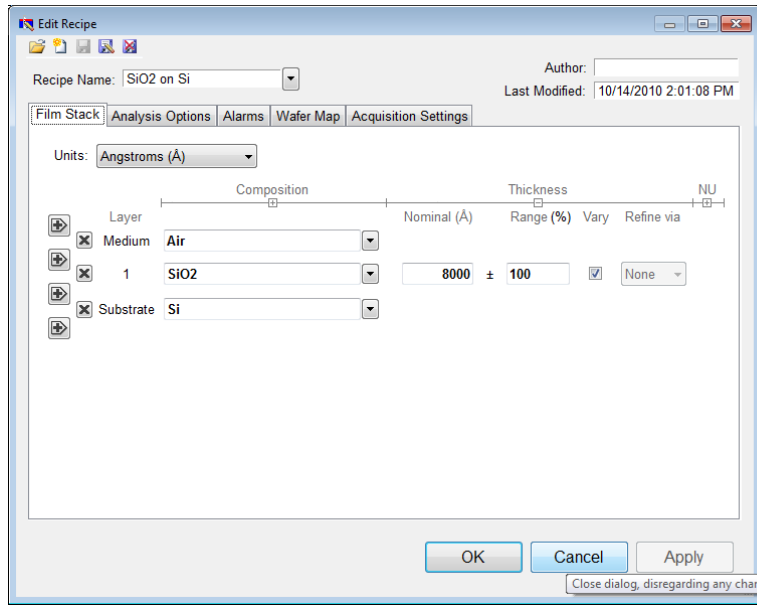 Edit Recipe
Author:
Recipe Name: SiO2 on Si
Last Modified: 10/14/2010 2:01:08 PM
Film Stack Analysis Options Alarms Wafer Map Acquisition Settings
Units: Angstroms (Å)
Composition Thickness NU
Layer Nominal (Å) Range (%) Vary Refine via
Medium Air
1 SiO2 8000 ± 100 None
Substrate Si
OK Cancel Apply
Close dialog, disregarding any